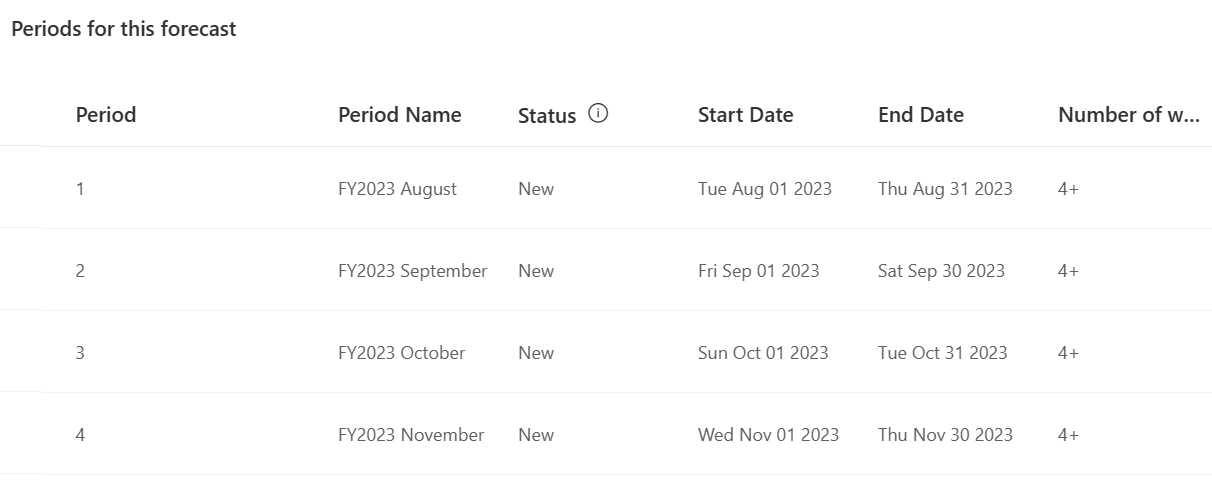 Periods for this forecast
Period Period Name Status Start Date End Date Number of w...
1 FY2023 August New Tue Aug 01 2023 Thu Aug 31 2023 4+
2 FY2023 September New Fri Sep 01 2023 Sat Sep 30 2023 4+
3 FY2023 October New Sun Oct 01 2023 Tue Oct 31 2023 4+
4 FY2023 November New Wed Nov 01 2023 Thu Nov 30 2023 4+